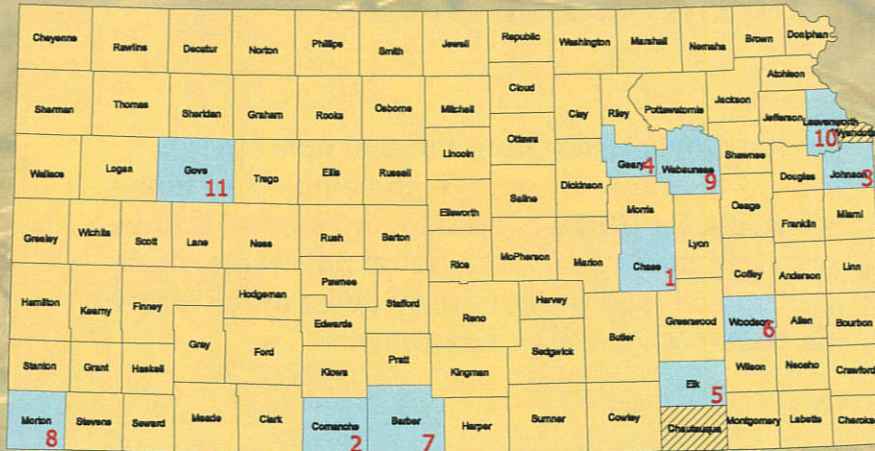 Cheyenne Rawlins Decatur Norton Phillips Smith Jewell Republic Washington Marshall Nemaha Brown Doniphan
Atchison
Sherman Thomas Sheridan Graham Rooks Osborne Mitchell Cloud Clay Riley Pottawatomie Jackson Jefferson Leavenworth Wyandotte
10
Wallace Logan Gove Trego Ellis Russell Lincoln Ottawa Dickinson Geary Wabaunsee Shawnee Douglas Johnson
11 4 9 3
Greeley Wichita Scott Lane Ness Rush Barton Ellsworth Saline Morris Osage Franklin Miami
Rice McPherson Marion Chase Lyon Coffey Anderson Linn
1
Hamilton Kearny Finney Hodgeman Pawnee Stafford Reno Harvey
Gray Ford Edwards Sedgwick Butler Greenwood Woodson Allen Bourbon
6
Stanton Grant Haskell Kiowa Pratt Kingman Elk Wilson Neosho Crawford
5
Morton Stevens Seward Meade Clark Comanche Barber Harper Sumner Cowley Chautauqua Montgomery Labette Cheroke
8 2 7